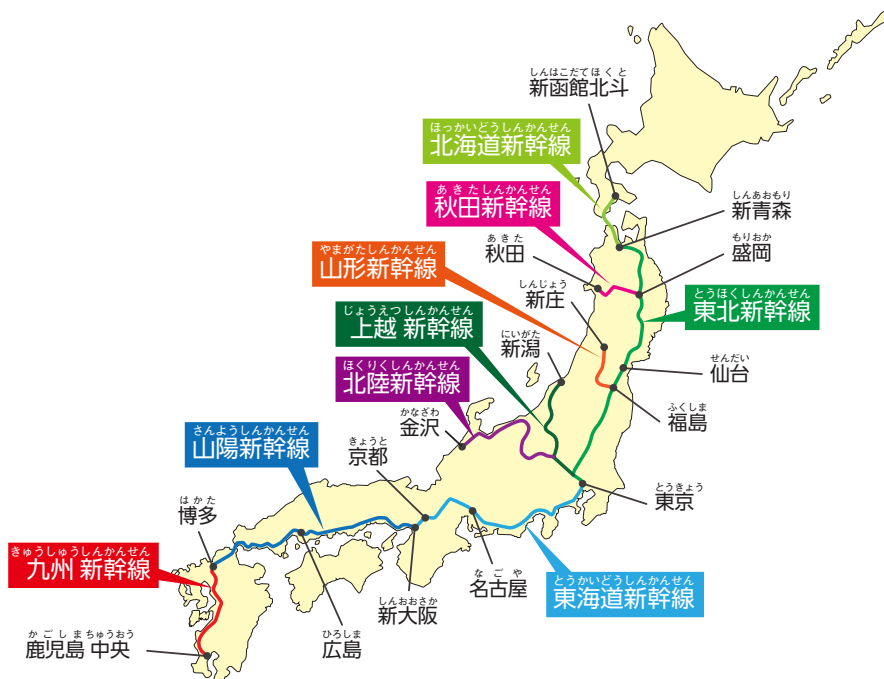 しんはこだてほくと
新函館北斗
ほっかいどうしんかんせん
北海道新幹線
あきたしんかんせん
秋田新幹線
しんあおもり
新青森
あきた
秋田
もりおか
盛岡
やまがたしんかんせん
山形新幹線
しんじょう
新庄
とうほくしんかんせん
東北新幹線
じょうえつしんかんせん
上越 新幹線
にいがた
新潟
せんだい
仙台
ほくりくしんかんせん
北陸新幹線
ふくしま
福島
かなざわ
金沢
さんようしんかんせん
山陽新幹線
きょうと
京都
とうきょう
東京
はかた
博多
きゅうしゅうしんかんせん
九州 新幹線
なごや
名古屋
とうかいどうしんかんせん
東海道新幹線
しんおおさか
新大阪
ひろしま
広島
かごしまちゅうおう
鹿児島 中央